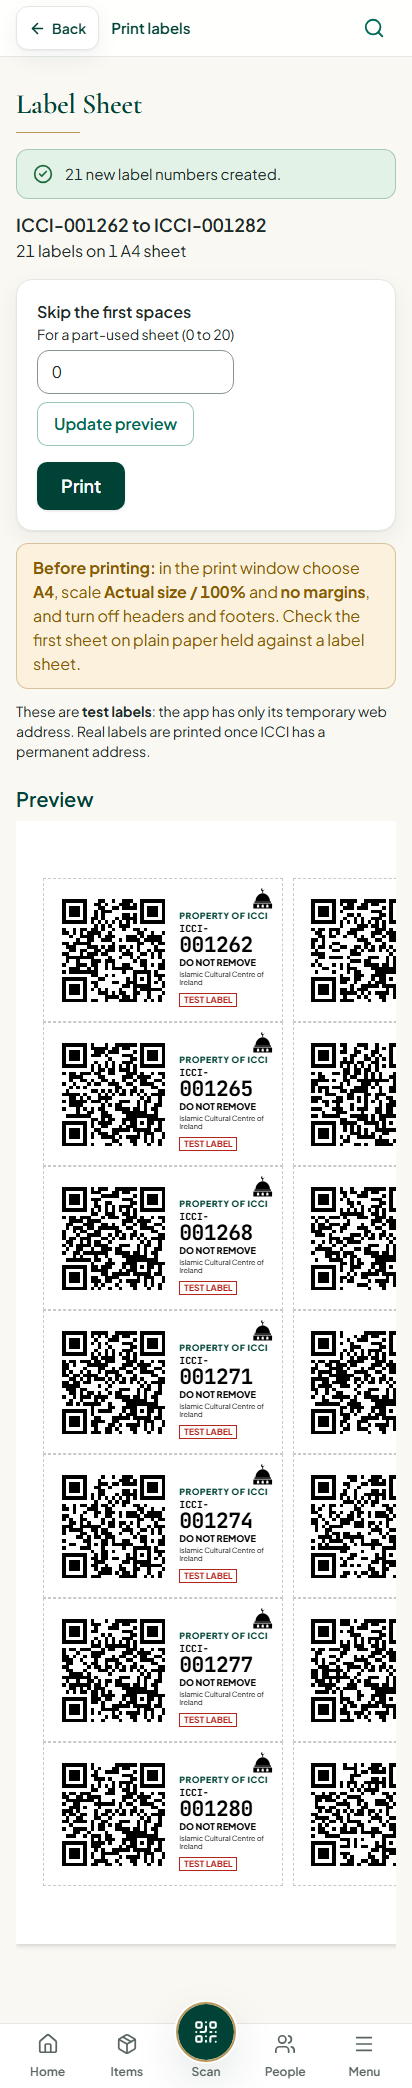 Back
Print labels
Label Sheet
21 new label numbers created.
ICCI-001262 to ICCI-001282
21 labels on 1 A4 sheet
Skip the first spaces
For a part-used sheet (0 to 20)
0
Update preview
Print
Before printing: in the print window choose
A4, scale Actual size / 100% and no margins,
and turn off headers and footers. Check the
first sheet on plain paper held against a label
sheet.
These are test labels: the app has only its temporary web
address. Real labels are printed once ICCI has a
permanent address.
Preview
PROPERTY OF ICCI
ICCI-
001262
DO NOT REMOVE
Islamic Cultural Centre of
Ireland
TEST LABEL
PROPERTY OF ICCI
ICCI-
001265
DO NOT REMOVE
Islamic Cultural Centre of
Ireland
TEST LABEL
PROPERTY OF ICCI
ICCI-
001268
DO NOT REMOVE
Islamic Cultural Centre of
Ireland
TEST LABEL
PROPERTY OF ICCI
ICCI-
001271
DO NOT REMOVE
Islamic Cultural Centre of
Ireland
TEST LABEL
PROPERTY OF ICCI
ICCI-
001274
DO NOT REMOVE
Islamic Cultural Centre of
Ireland
TEST LABEL
PROPERTY OF ICCI
ICCI-
001277
DO NOT REMOVE
Islamic Cultural Centre of
Ireland
TEST LABEL
PROPERTY OF ICCI
ICCI-
001280
DO NOT REMOVE
Islamic Cultural Centre of
Ireland
TEST LABEL
Home
Items
Scan
People
Menu